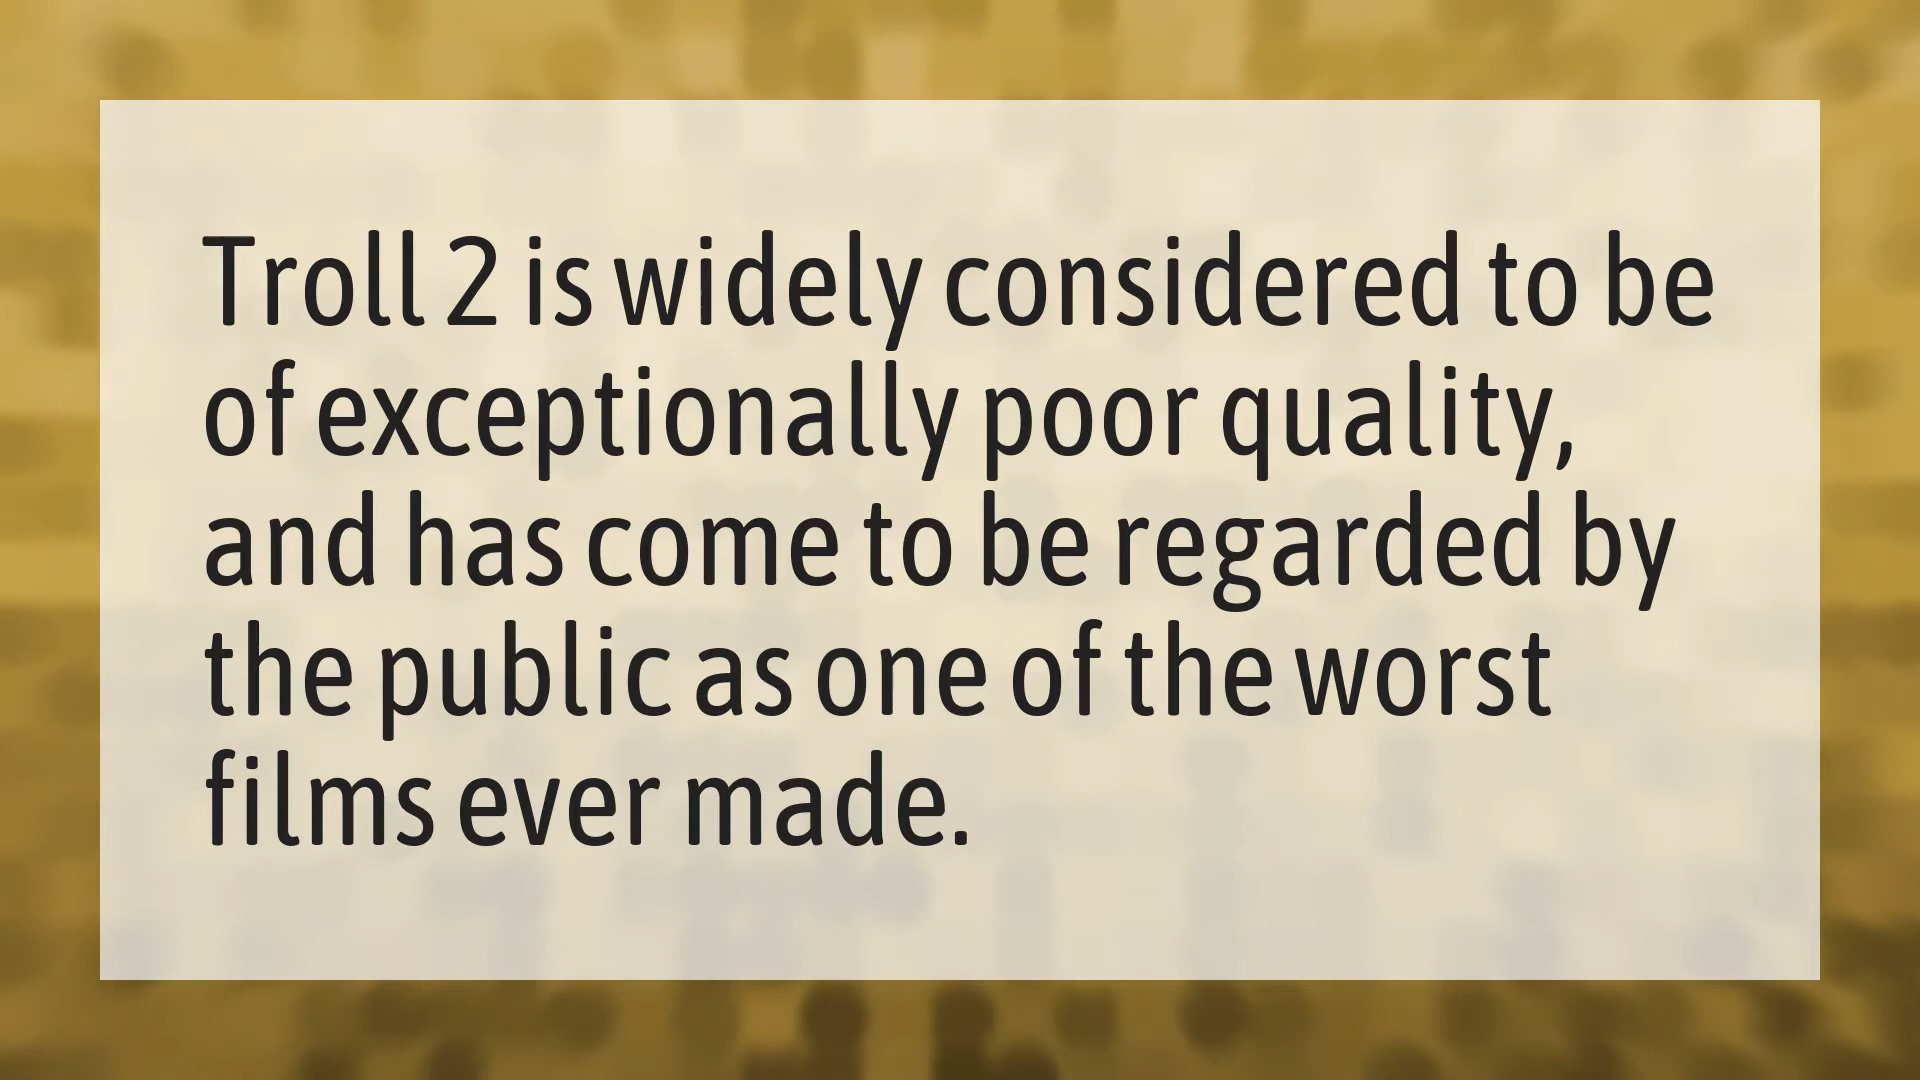 Troll 2 is widely considered to be
of exceptionally poor quality,
and has come to be regarded by
the public as one of the worst
films ever made.